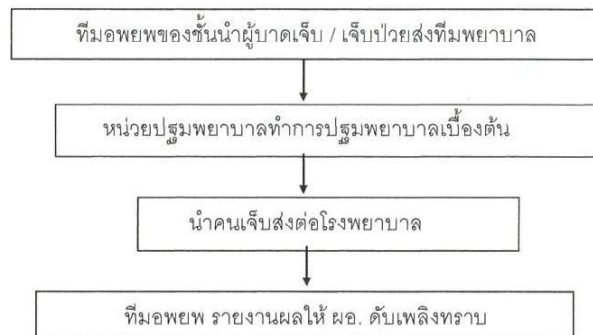 ทีมอพยพของชั้นนำผู้บาดเจ็บ / เจ็บป่วยส่งทีมพยาบาล
หน่วยปฐมพยาบาลทำการปฐมพยาบาลเบื้องต้น
นำคนเจ็บส่งต่อโรงพยาบาล
ทีมอพยพ รายงานผลให้ ผอ. ดับเพลิงทราบ